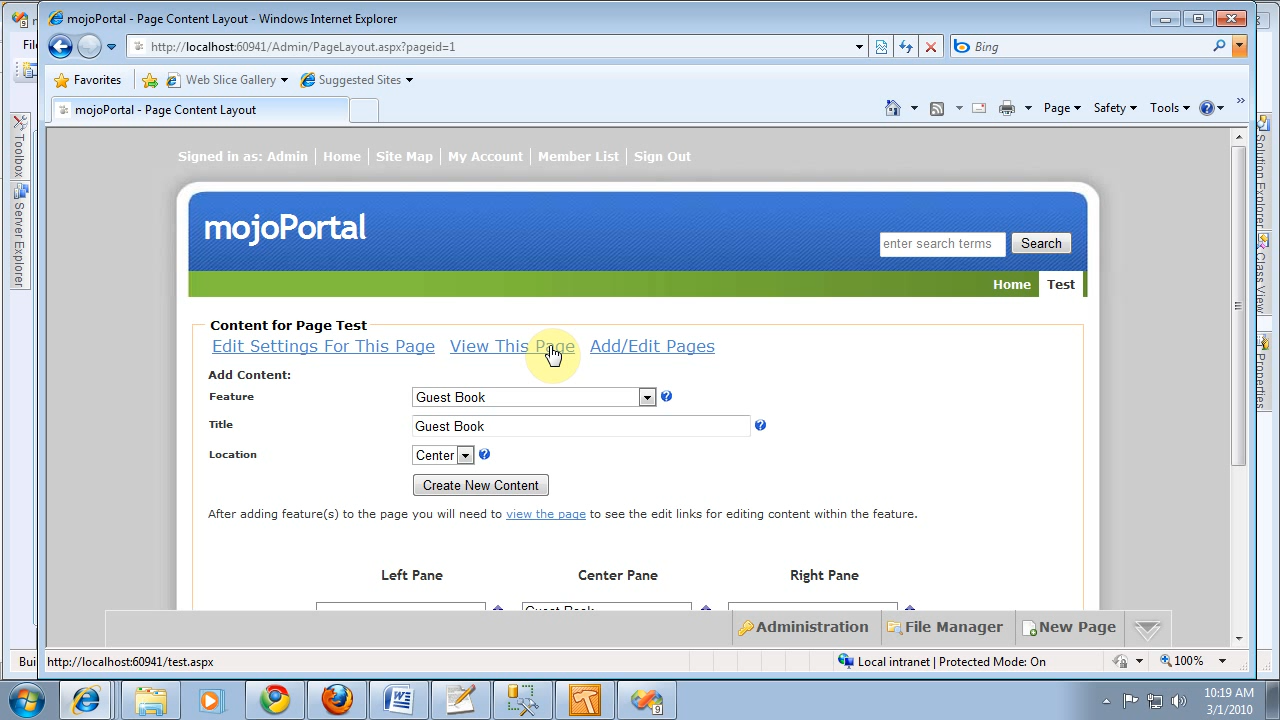 mojoPortal - Page Content Layout - Windows Internet Explorer
http://localhost:60941/Admin/PageLayout.aspx?pageid=1
Bing
Favorites
Web Slice Gallery
Suggested Sites
mojoPortal - Page Content Layout
Page
Safety
Tools
Toolbox
Server Explorer
Solution Explorer
Class View
Properties
Signed in as: Admin
Home
Site Map
My Account
Member List
Sign Out
mojoPortal
enter search terms
Search
Home
Test
Content for Page Test
Edit Settings For This Page
View This Page
Add/Edit Pages
Add Content:
Feature
Guest Book
Title
Guest Book
Location
Center
Create New Content
After adding feature(s) to the page you will need to view the page to see the edit links for editing content within the feature.
Left Pane
Center Pane
Right Pane
Guest Book
Administration
File Manager
New Page
Bui
http://localhost:60941/test.aspx
Local intranet | Protected Mode: On
100%
10:19 AM
3/1/2010